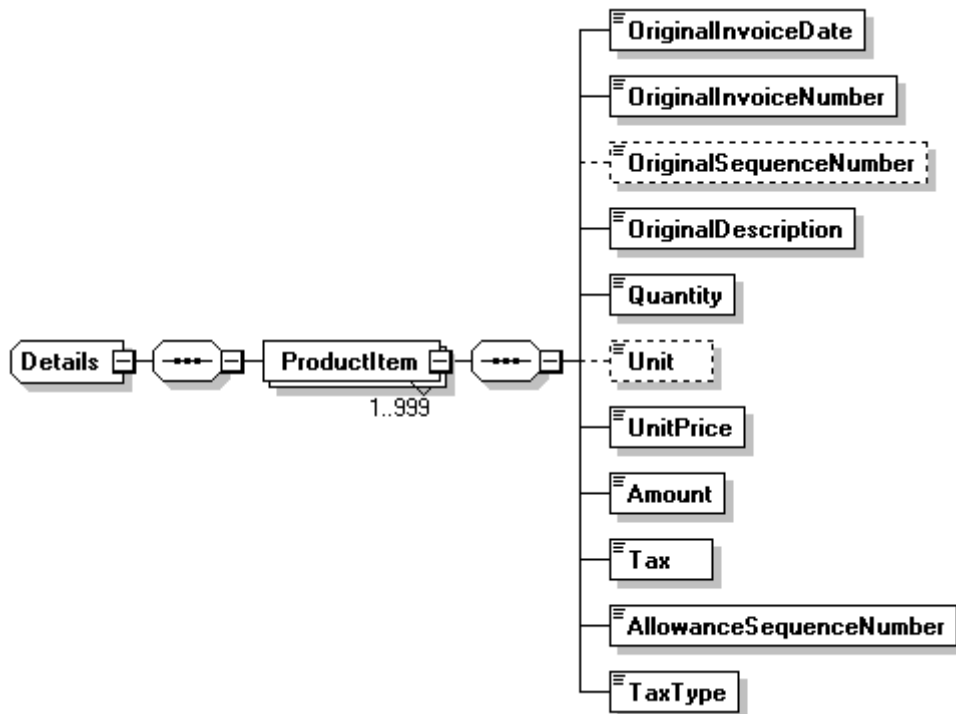 OriginalInvoiceDate
OriginalInvoiceNumber
OriginalSequenceNumber
OriginalDescription
Quantity
Details
ProductItem
1..999
Unit
UnitPrice
Amount
Tax
AllowanceSequenceNumber
TaxType